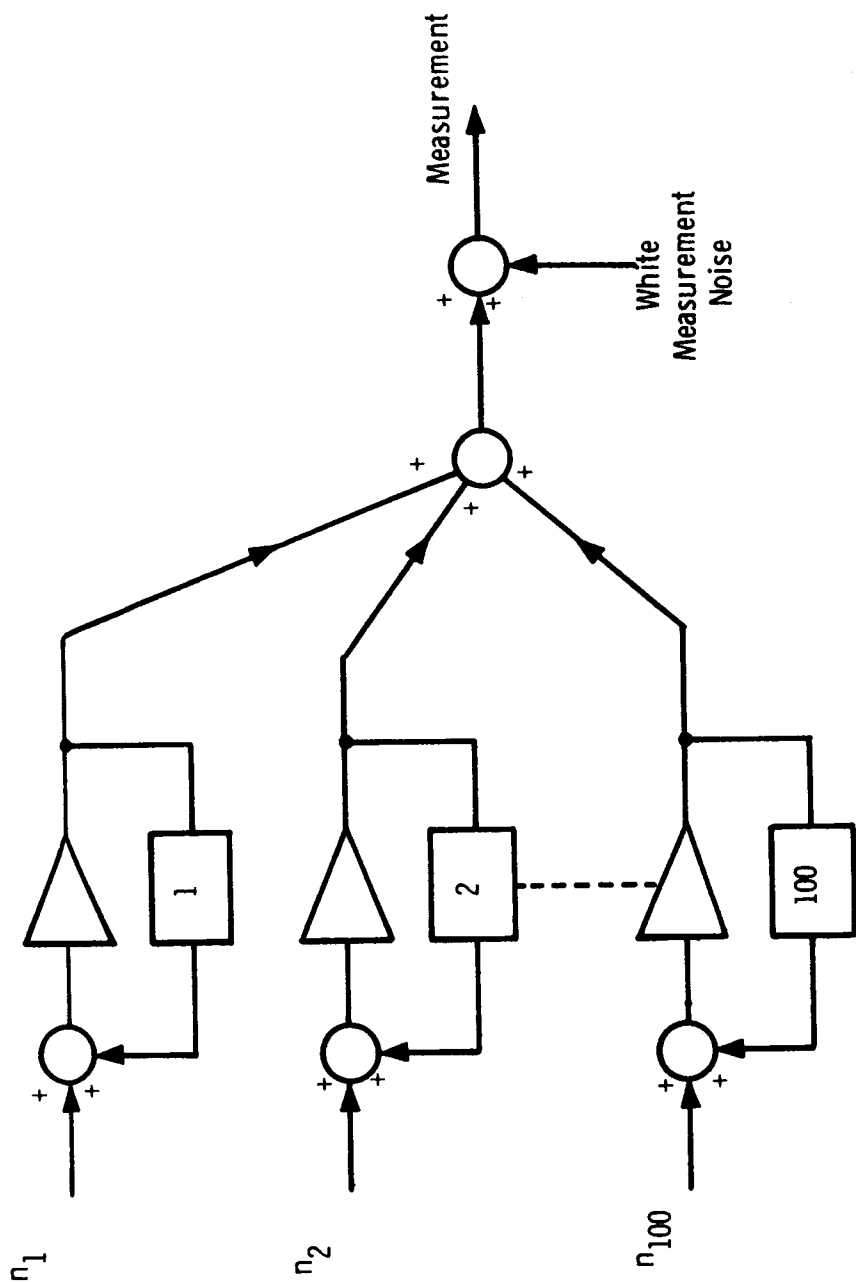 n1
+
+
1
n2
+
+
2
n100
+
+
100
+
+
+
+
+
Measurement
White
Measurement
Noise